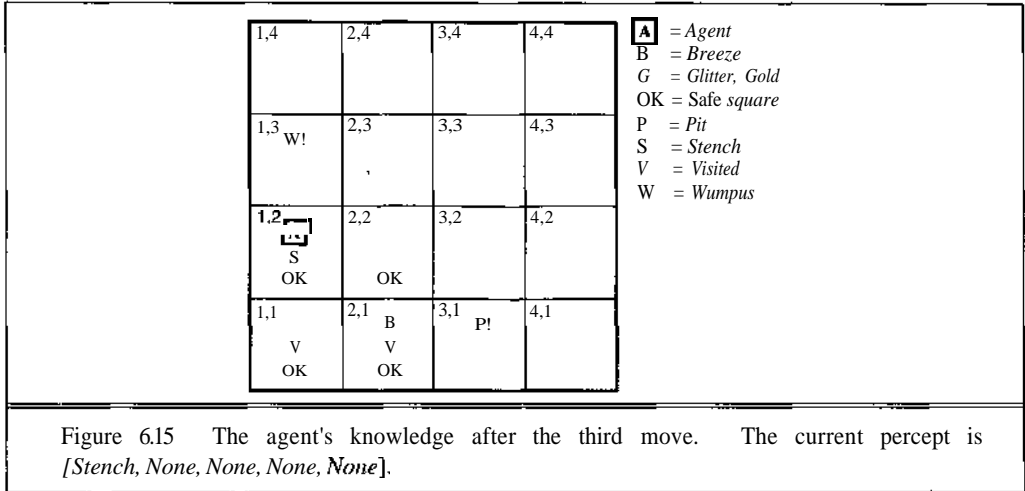 1,4 2,4 3,4 4,4
1,3 W! 2,3 3,3 4,3
1,2 2,2 3,2 4,2
A
S
OK OK
1,1 2,1 B 3,1 P! 4,1
V V
OK OK
A = Agent
B = Breeze
G = Glitter, Gold
OK = Safe square
P = Pit
S = Stench
V = Visited
W = Wumpus
Figure 6.15 The agent's knowledge after the third move. The current percept is
[Stench, None, None, None, None].